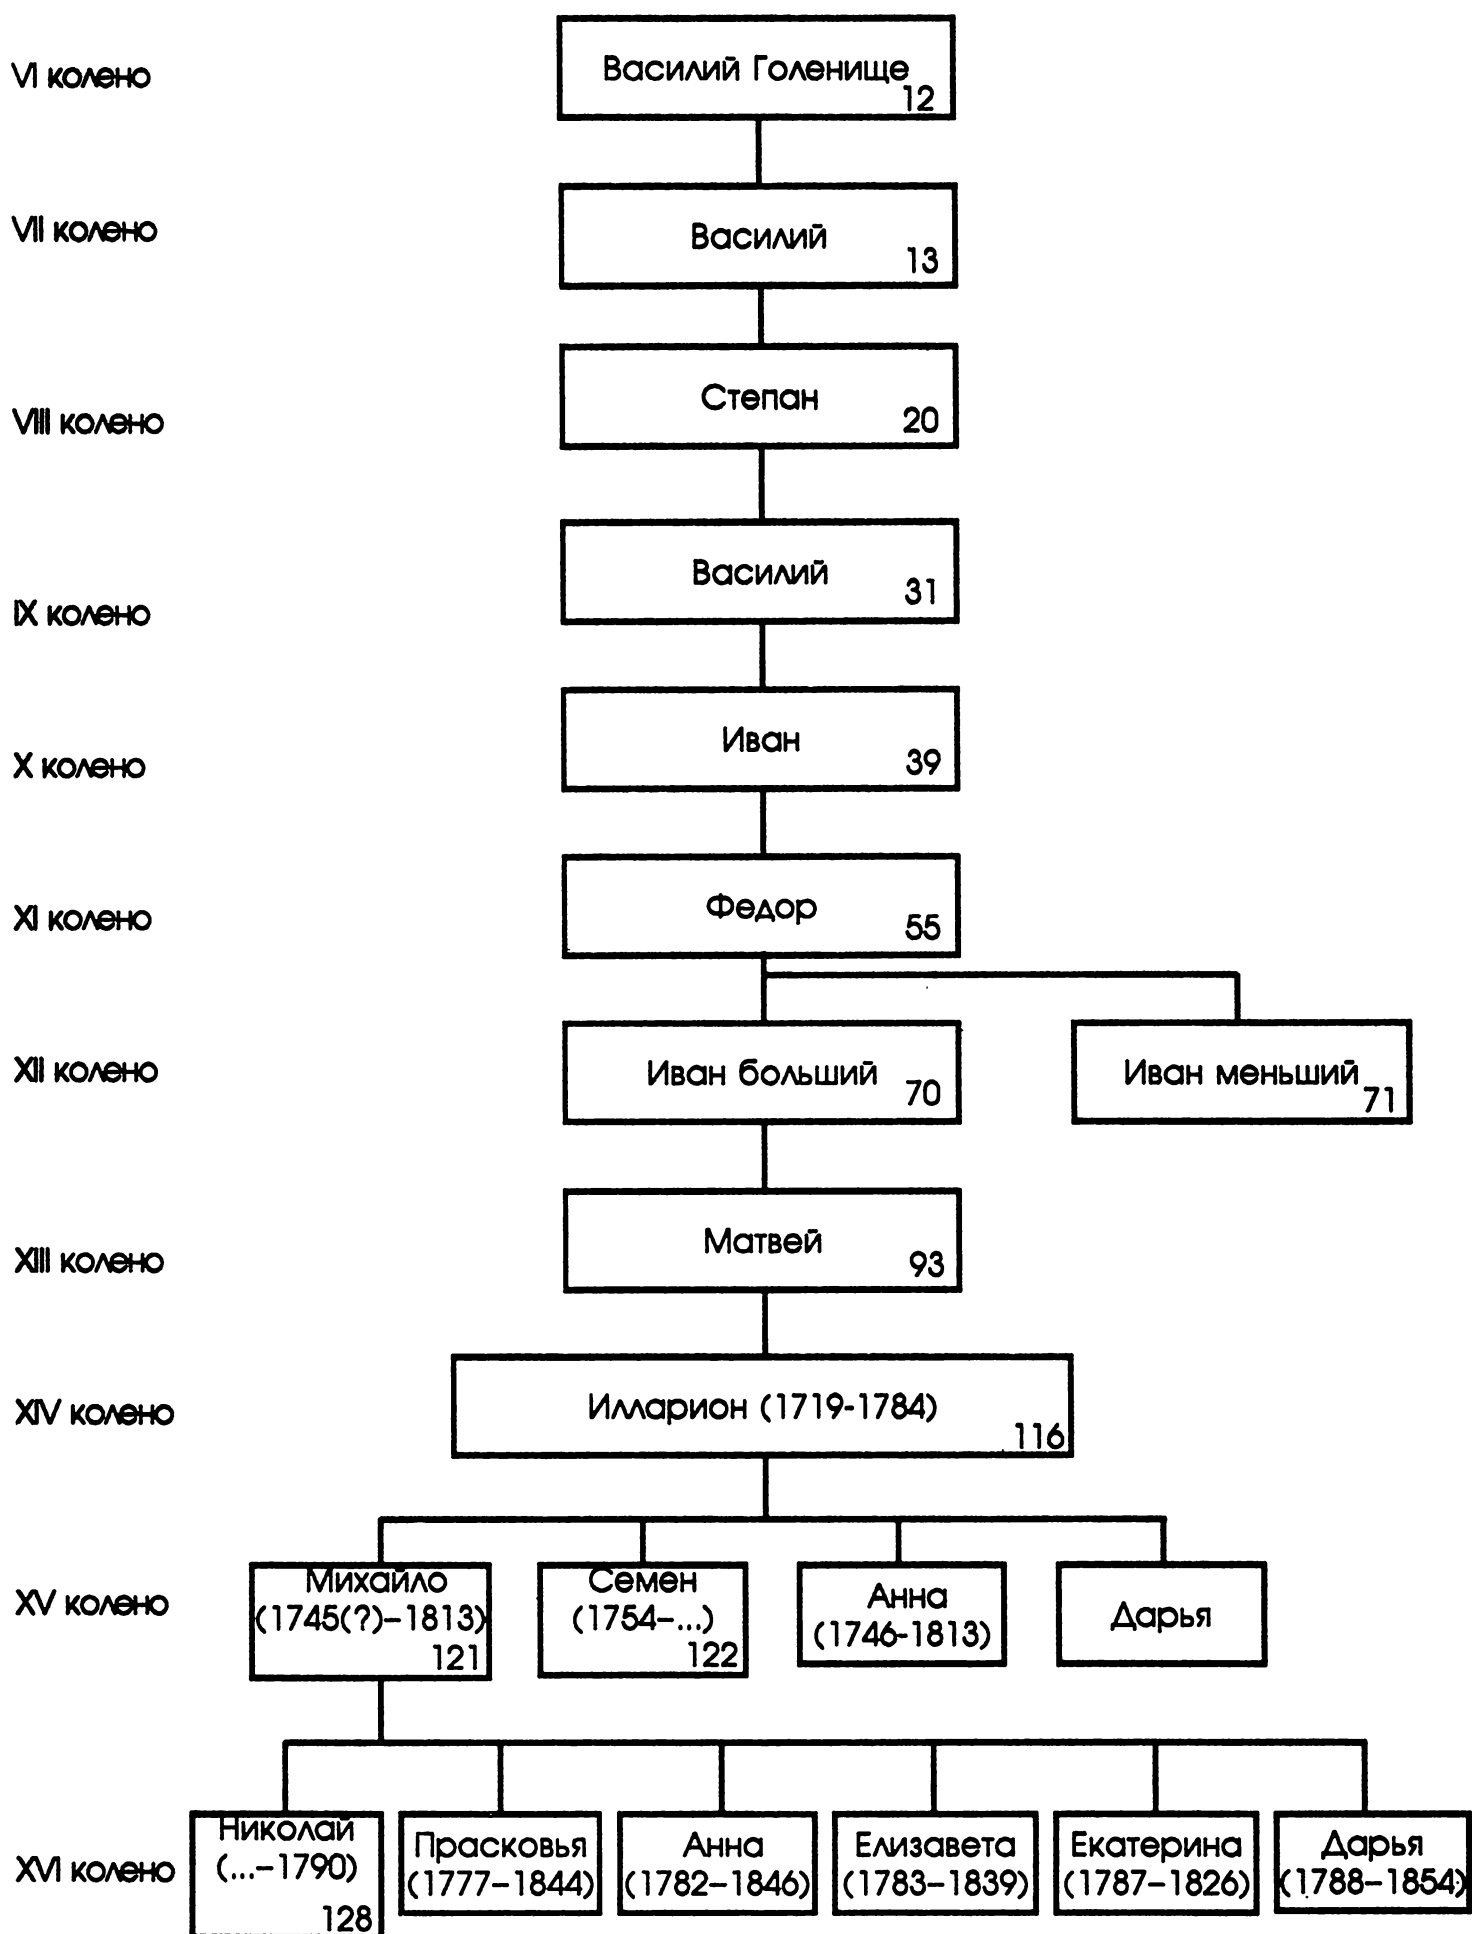 VI колено
Василий Голенище
12
VII колено
Василий
13
VIII колено
Степан
20
IX колено
Василий
31
X колено
Иван
39
XI колено
Федор
55
XII колено
Иван больший
70
Иван меньший
71
XIII колено
Матвей
93
XIV колено
Илларион (1719-1784)
116
XV колено
Михайло
(1745(?)–1813)
121
Семен
(1754–...)
122
Анна
(1746-1813)
Дарья
XVI колено
Николай
(...–1790)
128
Прасковья
(1777–1844)
Анна
(1782–1846)
Елизавета
(1783–1839)
Екатерина
(1787–1826)
Дарья
(1788–1854)